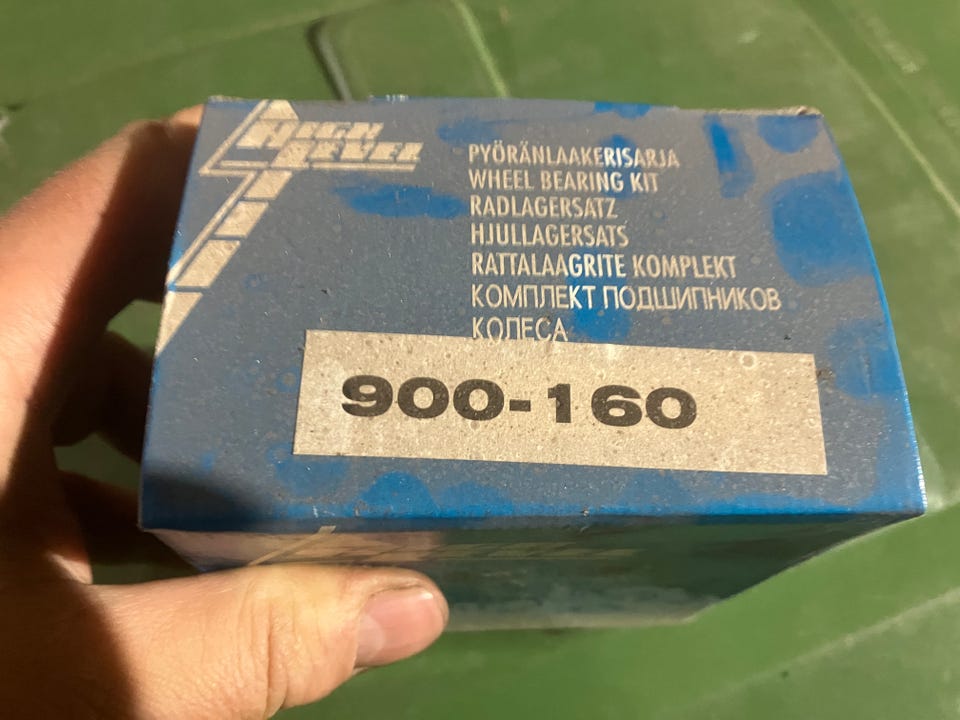 HIGH
LEVEL
PYÖRÄNLAAKERISARJA
WHEEL BEARING KIT
RADLAGERSATZ
HJULLAGERSATS
RATTALAAGRITE KOMPLEKT
КОМПЛЕКТ ПОДШИПНИКОВ
КОЛЕСА
900-160